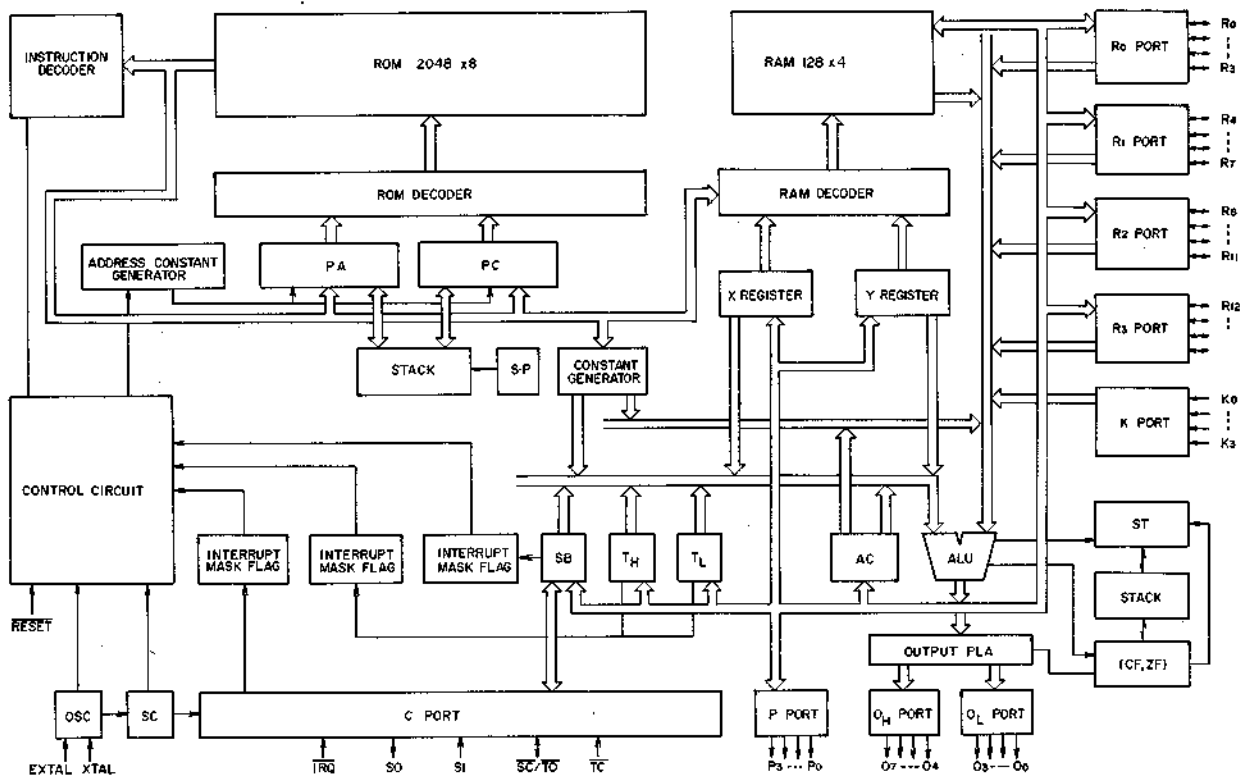 INSTRUCTION
DECODER
ROM 2048 x8
RAM 128 x4
R0 PORT
R0
R3
R1 PORT
R4
R7
ROM DECODER
RAM DECODER
R2 PORT
R8
R11
ADDRESS CONSTANT
GENERATOR
PA
PC
X REGISTER
Y REGISTER
R3 PORT
R12
STACK
S·P
CONSTANT
GENERATOR
K PORT
K0
K3
CONTROL CIRCUIT
INTERRUPT
MASK FLAG
INTERRUPT
MASK FLAG
INTERRUPT
MASK FLAG
SB
TH
TL
AC
ALU
ST
STACK
(CF, ZF)
RESET
OUTPUT PLA
OSC
SC
C PORT
P PORT
OH PORT
OL PORT
EXTAL XTAL
IRQ
SO
SI
SC/TO
TC
P3 ··· P0
O7 ---- O4
O3 --- O0